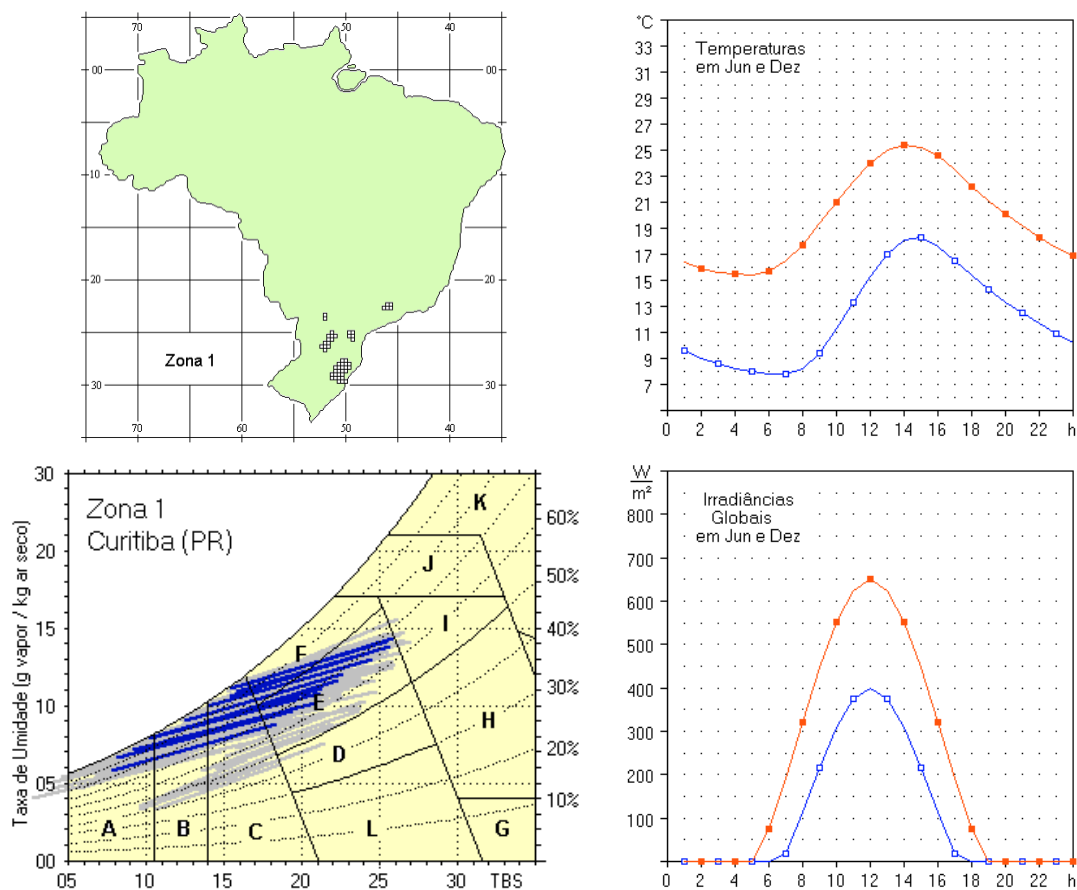 70
50
40
00
00
10
10
20
20
Zona 1
30
30
70
60
50
40
°C
33
31
29
27
25
23
21
19
17
15
13
11
9
7
Temperaturas
em Jun e Dez
0 2 4 6 8 10 12 14 16 18 20 22 h
Taxa de Umidade (g vapor / kg ar seco)
30
20
15
10
05
00
Zona 1
Curitiba (PR)
K
J
I
F
E
H
D
A
B
C
L
G
60%
50%
40%
30%
20%
10%
05 10 15 20 25 30 TBS
W
m²
800
700
600
500
400
300
200
100
Irradiâncias
Globais
em Jun e Dez
0 2 4 6 8 10 12 14 16 18 20 22 h